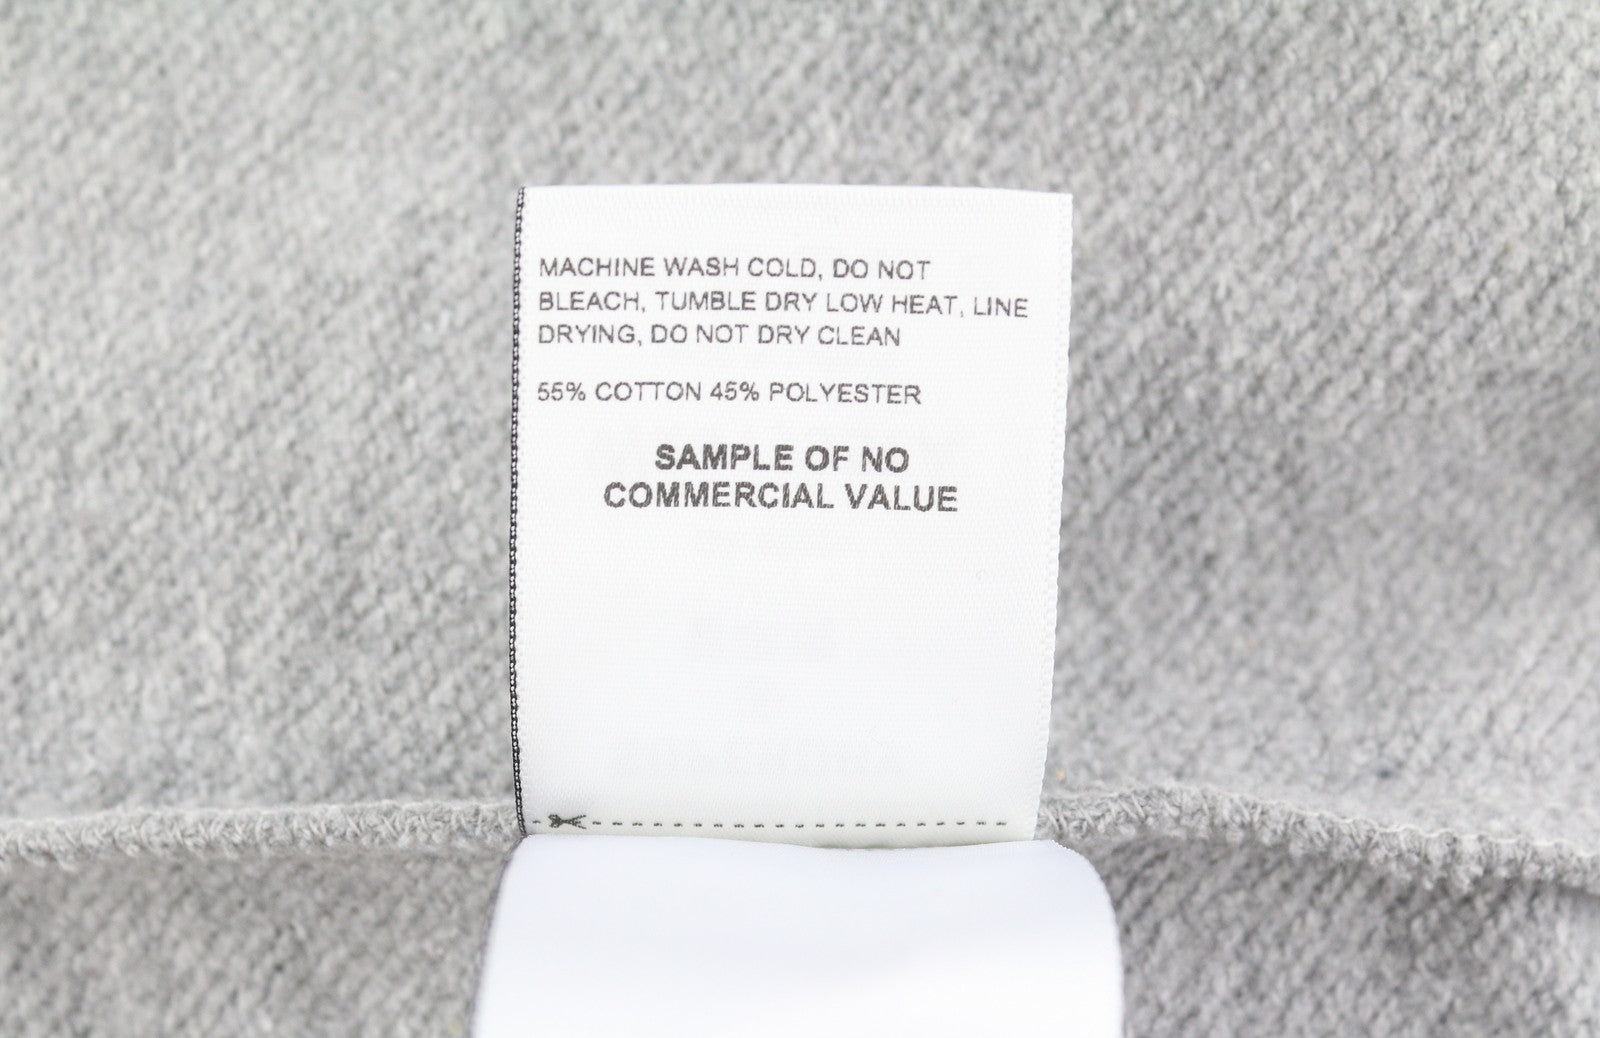 MACHINE WASH COLD, DO NOT
BLEACH, TUMBLE DRY LOW HEAT, LINE
DRYING, DO NOT DRY CLEAN
55% COTTON 45% POLYESTER
SAMPLE OF NO
COMMERCIAL VALUE